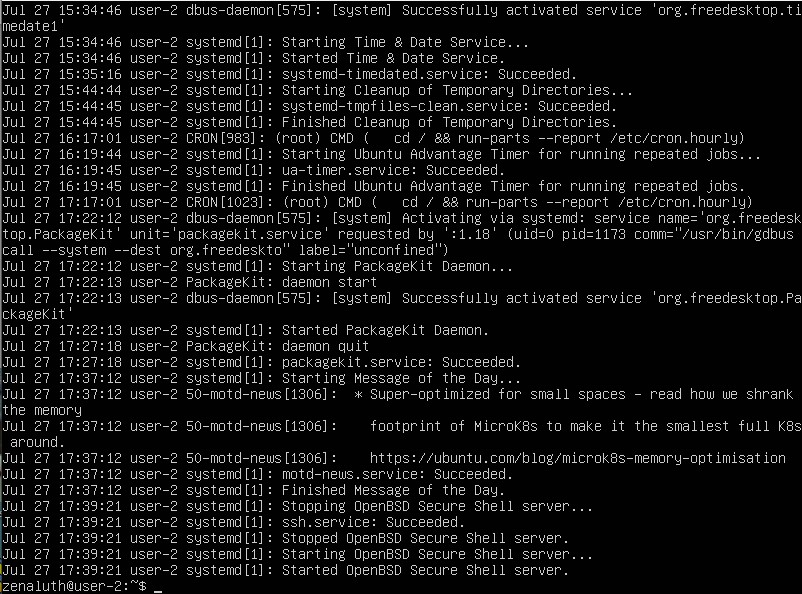 Jul 27 15:34:46 user-2 dbus-daemon[575]: [system] Successfully activated service 'org.freedesktop.ti
medate1'
Jul 27 15:34:46 user-2 systemd[1]: Starting Time & Date Service...
Jul 27 15:34:46 user-2 systemd[1]: Started Time & Date Service.
Jul 27 15:35:16 user-2 systemd[1]: systemd-timedated.service: Succeeded.
Jul 27 15:44:44 user-2 systemd[1]: Starting Cleanup of Temporary Directories...
Jul 27 15:44:45 user-2 systemd[1]: systemd-tmpfiles-clean.service: Succeeded.
Jul 27 15:44:45 user-2 systemd[1]: Finished Cleanup of Temporary Directories.
Jul 27 16:17:01 user-2 CRON[983]: (root) CMD (   cd / && run-parts --report /etc/cron.hourly)
Jul 27 16:19:44 user-2 systemd[1]: Starting Ubuntu Advantage Timer for running repeated jobs...
Jul 27 16:19:45 user-2 systemd[1]: ua-timer.service: Succeeded.
Jul 27 16:19:45 user-2 systemd[1]: Finished Ubuntu Advantage Timer for running repeated jobs.
Jul 27 17:17:01 user-2 CRON[1023]: (root) CMD (   cd / && run-parts --report /etc/cron.hourly)
Jul 27 17:22:12 user-2 dbus-daemon[575]: [system] Activating via systemd: service name='org.freedesk
top.PackageKit' unit='packagekit.service' requested by ':1.18' (uid=0 pid=1173 comm="/usr/bin/gdbus
call --system --dest org.freedeskto" label="unconfined")
Jul 27 17:22:12 user-2 systemd[1]: Starting PackageKit Daemon...
Jul 27 17:22:13 user-2 PackageKit: daemon start
Jul 27 17:22:13 user-2 dbus-daemon[575]: [system] Successfully activated service 'org.freedesktop.Pa
ckageKit'
Jul 27 17:22:13 user-2 systemd[1]: Started PackageKit Daemon.
Jul 27 17:27:18 user-2 PackageKit: daemon quit
Jul 27 17:27:18 user-2 systemd[1]: packagekit.service: Succeeded.
Jul 27 17:37:12 user-2 systemd[1]: Starting Message of the Day...
Jul 27 17:37:12 user-2 50-motd-news[1306]:  * Super-optimized for small spaces - read how we shrank
the memory
Jul 27 17:37:12 user-2 50-motd-news[1306]:    footprint of MicroK8s to make it the smallest full K8s
 around.
Jul 27 17:37:12 user-2 50-motd-news[1306]:    https://ubuntu.com/blog/microk8s-memory-optimisation
Jul 27 17:37:12 user-2 systemd[1]: motd-news.service: Succeeded.
Jul 27 17:37:12 user-2 systemd[1]: Finished Message of the Day.
Jul 27 17:39:21 user-2 systemd[1]: Stopping OpenBSD Secure Shell server...
Jul 27 17:39:21 user-2 systemd[1]: ssh.service: Succeeded.
Jul 27 17:39:21 user-2 systemd[1]: Stopped OpenBSD Secure Shell server.
Jul 27 17:39:21 user-2 systemd[1]: Starting OpenBSD Secure Shell server...
Jul 27 17:39:21 user-2 systemd[1]: Started OpenBSD Secure Shell server.
zenaluth@user-2:~$ _